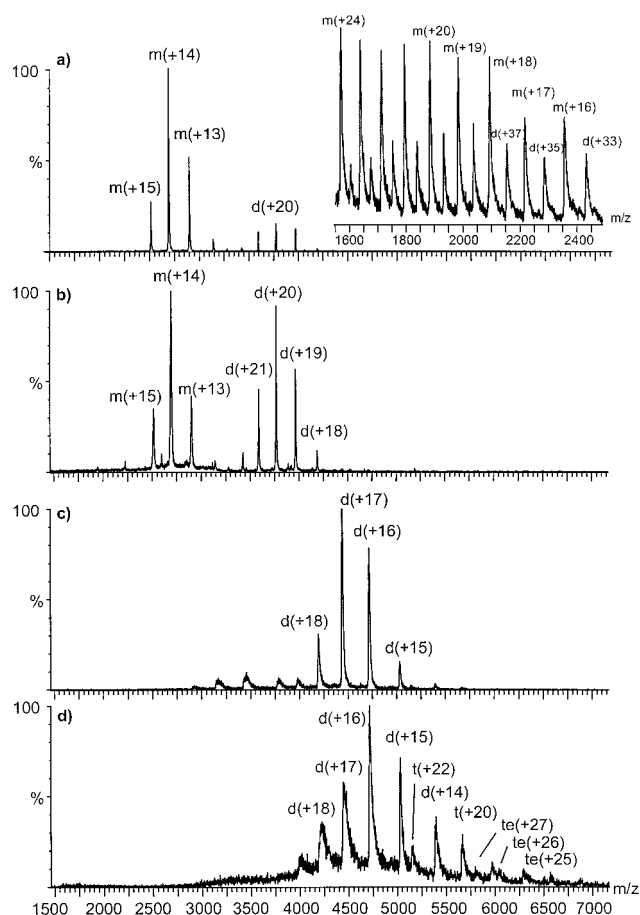 a)
100
%
m(+15)
m(+14)
m(+13)
d(+20)
m(+24)
m(+20)
m(+19)
m(+18)
m(+17)
m(+16)
d(+37
d(+35)
d(+33)
1600 1800 2000 2200 2400
m/z
b)
100
%
m(+15)
m(+14)
m(+13)
d(+21)
d(+20)
d(+19)
d(+18)
c)
100
%
d(+18)
d(+17)
d(+16)
d(+15)
d)
100
%
d(+18)
d(+17)
d(+16)
d(+15)
t(+22)
d(+14)
t(+20)
te(+27)
te(+26)
te(+25)
1500 2000 2500 3000 3500 4000 4500 5000 5500 6000 6500 7000
m/z